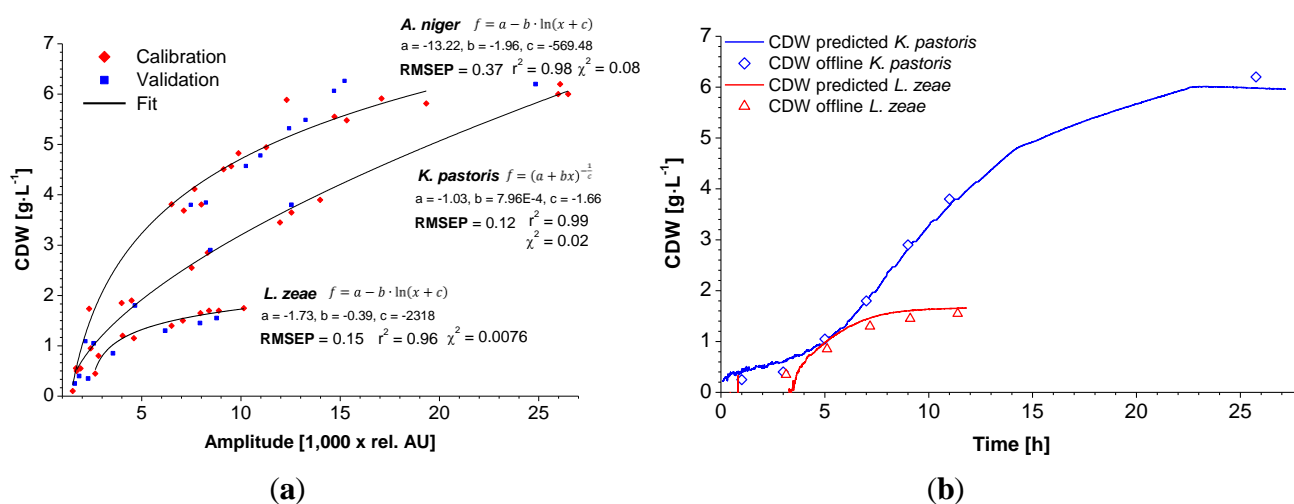 A. niger f = a − b · ln(x + c)
a = -13.22, b = -1.96, c = -569.48
RMSEP = 0.37 r² = 0.98 χ² = 0.08
Calibration
Validation
Fit
K. pastoris f = (a + bx)^(−1/c)
a = -1.03, b = 7.96E-4, c = -1.66
RMSEP = 0.12 r² = 0.99
χ² = 0.02
L. zeae f = a − b · ln(x + c)
a = -1.73, b = -0.39, c = -2318
RMSEP = 0.15 r² = 0.96 χ² = 0.0076
CDW [g·L⁻¹]
7
6
5
4
3
2
1
0
5 10 15 20 25
Amplitude [1,000 x rel. AU]
(a)
CDW predicted K. pastoris
CDW offline K. pastoris
CDW predicted L. zeae
CDW offline L. zeae
CDW [g·L⁻¹]
7
6
5
4
3
2
1
0
0 5 10 15 20 25
Time [h]
(b)